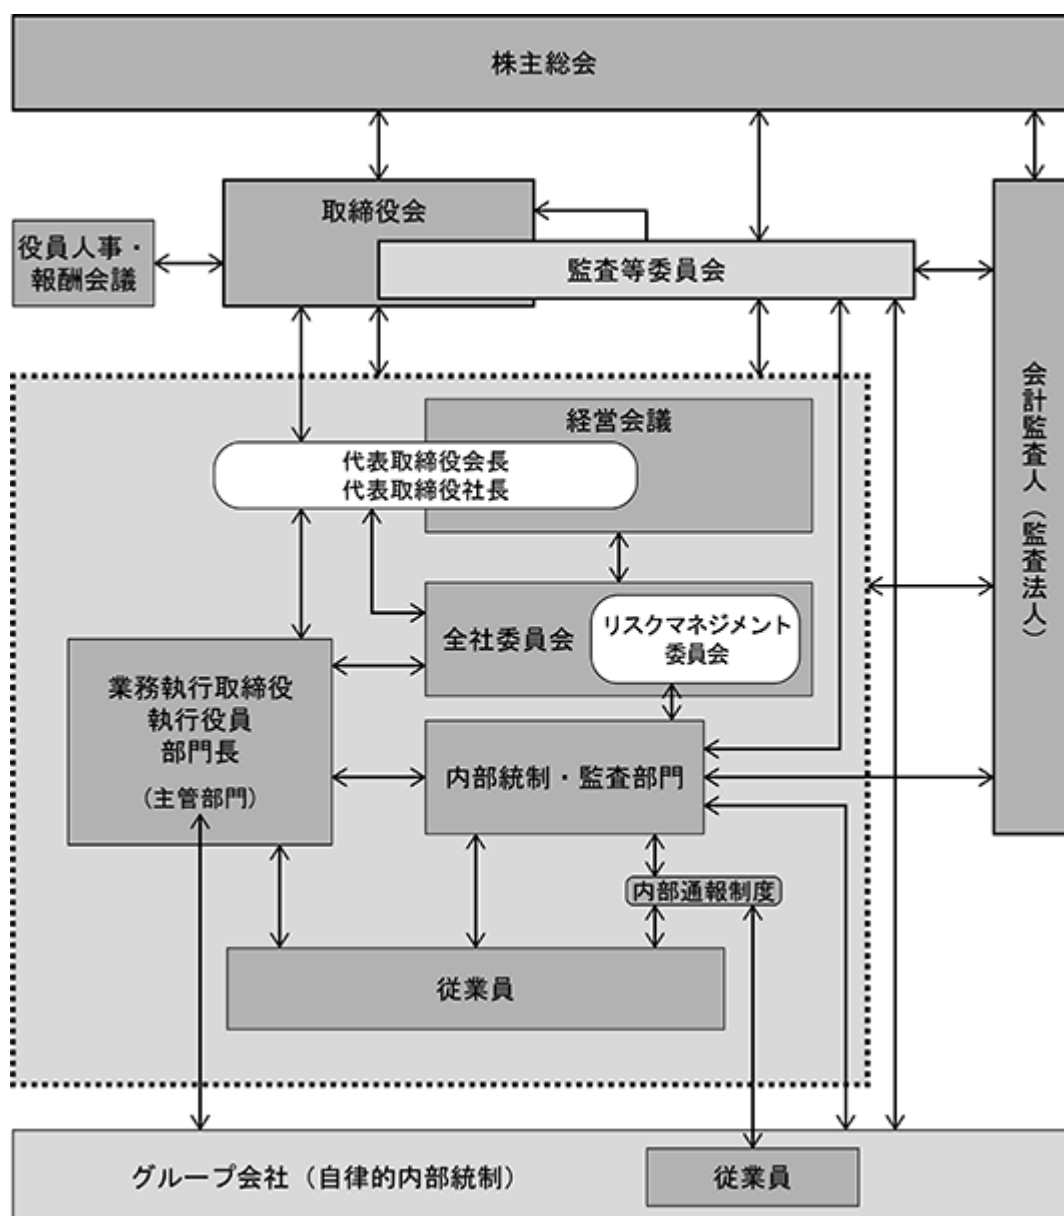 株主総会
取締役会
役員人事・
報酬会議
監査等委員会
会計監査人（監査法人）
経営会議
代表取締役会長
代表取締役社長
全社委員会
リスクマネジメント
委員会
業務執行取締役
執行役員
部門長
（主管部門）
内部統制・監査部門
内部通報制度
従業員
グループ会社（自律的内部統制）
従業員